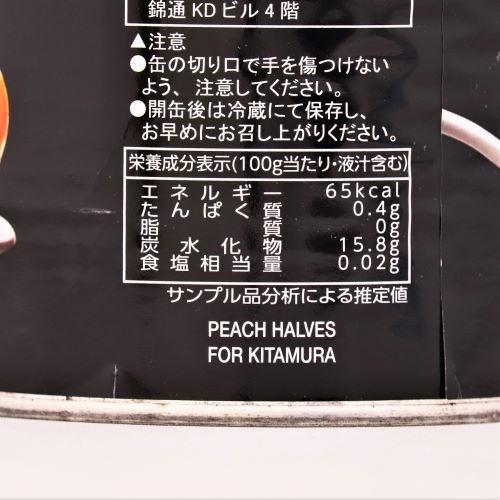 錦通KDビル4階
▲注意
●缶の切り口で手を傷つけない
よう、注意してください。
●開缶後は冷蔵にて保存し、
お早めにお召し上がりください。
栄養成分表示(100g当たり・液汁含む)
エネルギー 65kcal
たんぱく質 0.4g
脂質 0g
炭水化物 15.8g
食塩相当量 0.02g
サンプル品分析による推定値
PEACH HALVES
FOR KITAMURA